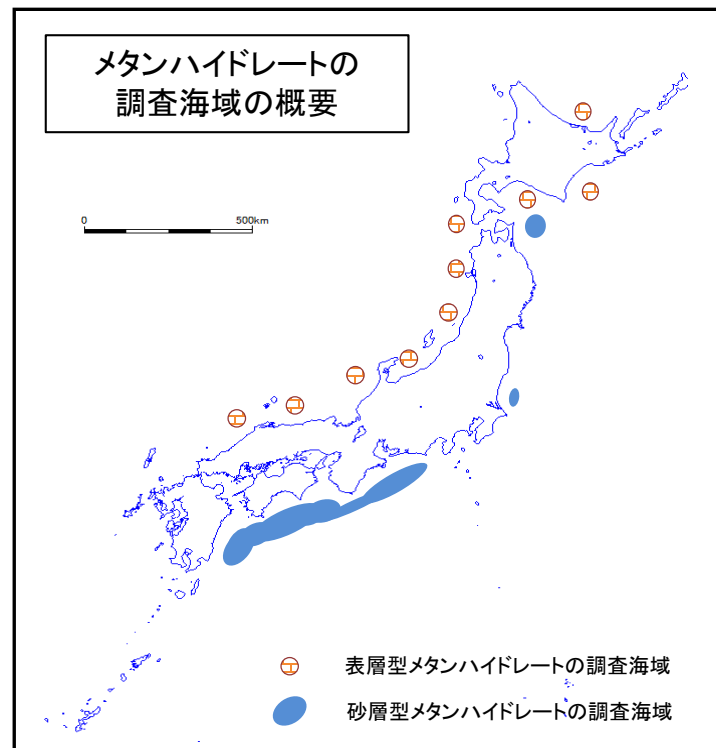 メタンハイドレートの
調査海域の概要
0 500km
表層型メタンハイドレートの調査海域
砂層型メタンハイドレートの調査海域